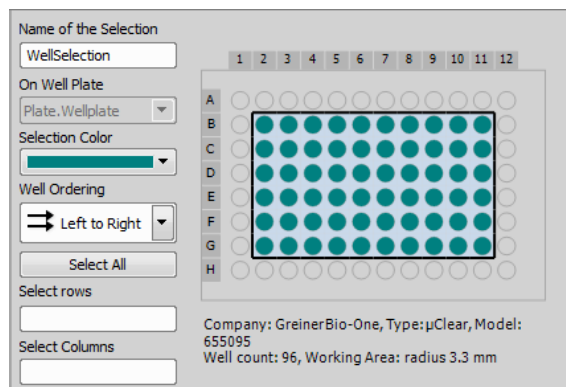 Name of the Selection
WellSelection
On Well Plate
Plate.Wellplate
Selection Color
Well Ordering
Left to Right
Select All
Select rows
Select Columns
1 2 3 4 5 6 7 8 9 10 11 12
A
B
C
D
E
F
G
H
Company: GreinerBio-One, Type:µClear, Model:
655095
Well count: 96, Working Area: radius 3.3 mm